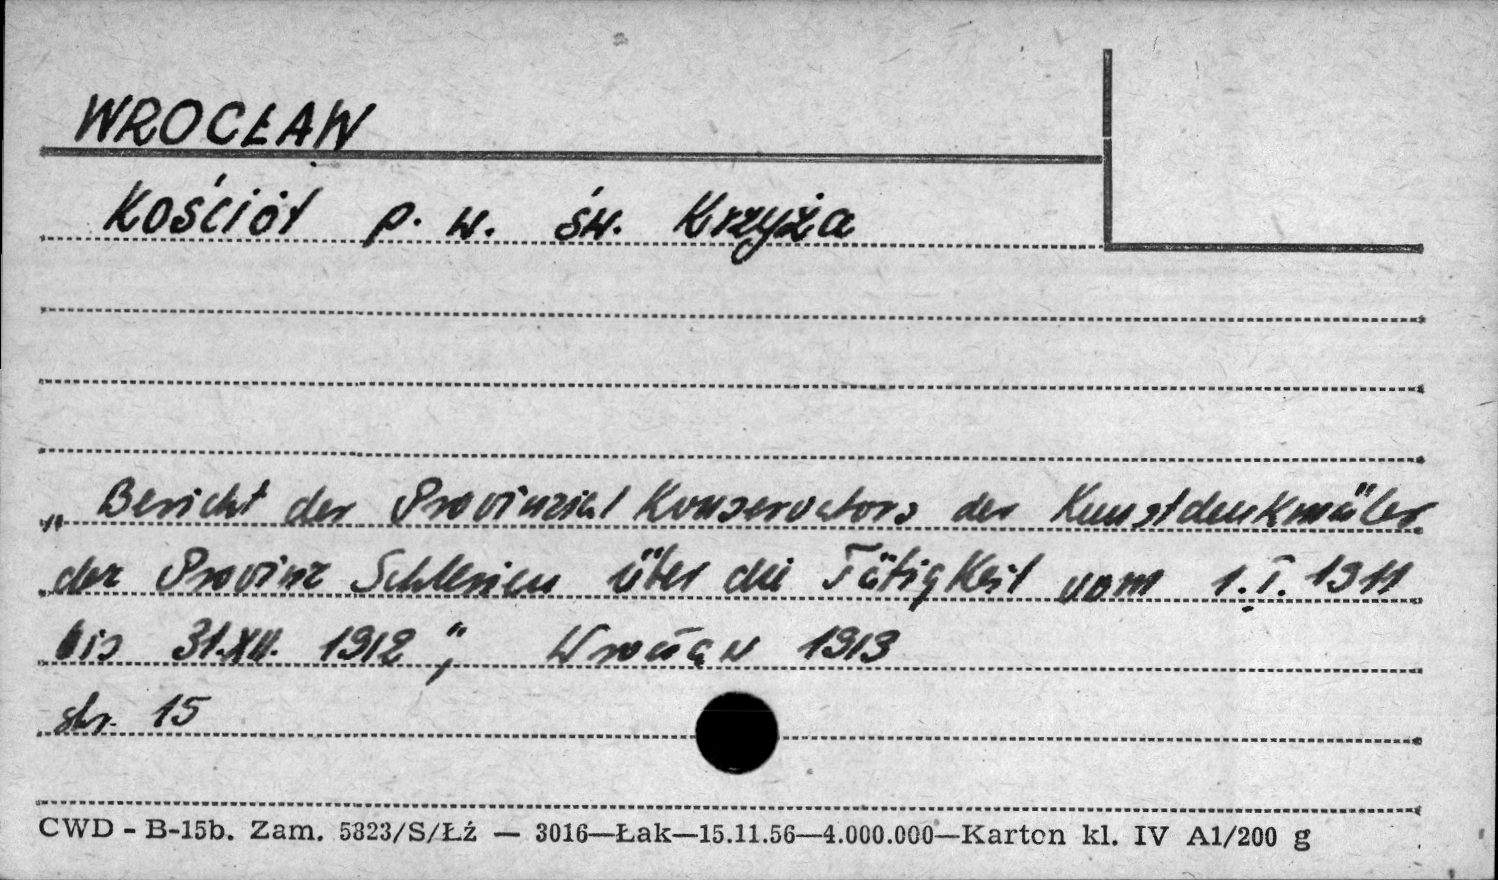 WROCŁAW
Kościół p. w. św. Krzyża
„Bericht der Provinzial Konservators der Kunstdenkmäler
der Provinz Schlesien über die Tätigkeit vom 1.I.1911
bis 31.XII. 1912", Wrocław 1913
str. 15
CWD - B-15b. Zam. 5823/S/Łź — 3016—Łak—15.11.56—4.000.000—Karton kl. IV A1/200 g